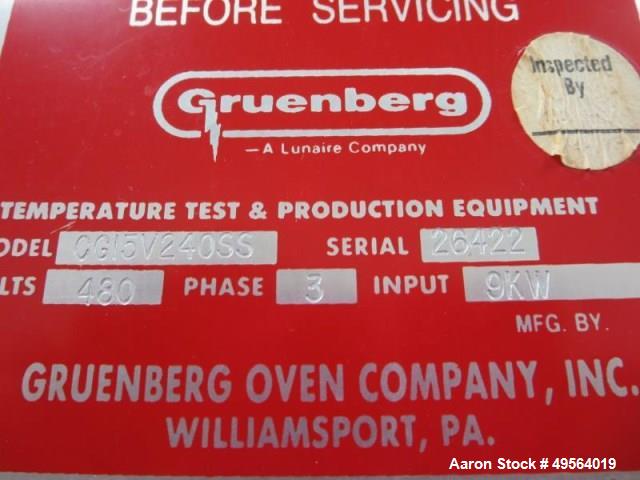 BEFORE SERVICING
Inspected
By
Gruenberg
—A Lunaire Company
TEMPERATURE TEST & PRODUCTION EQUIPMENT
ODEL CG15V240SS SERIAL 26422
LTS 480 PHASE 3 INPUT 9KW
MFG. BY.
GRUENBERG OVEN COMPANY, INC.
WILLIAMSPORT, PA.
Aaron Stock # 49564019